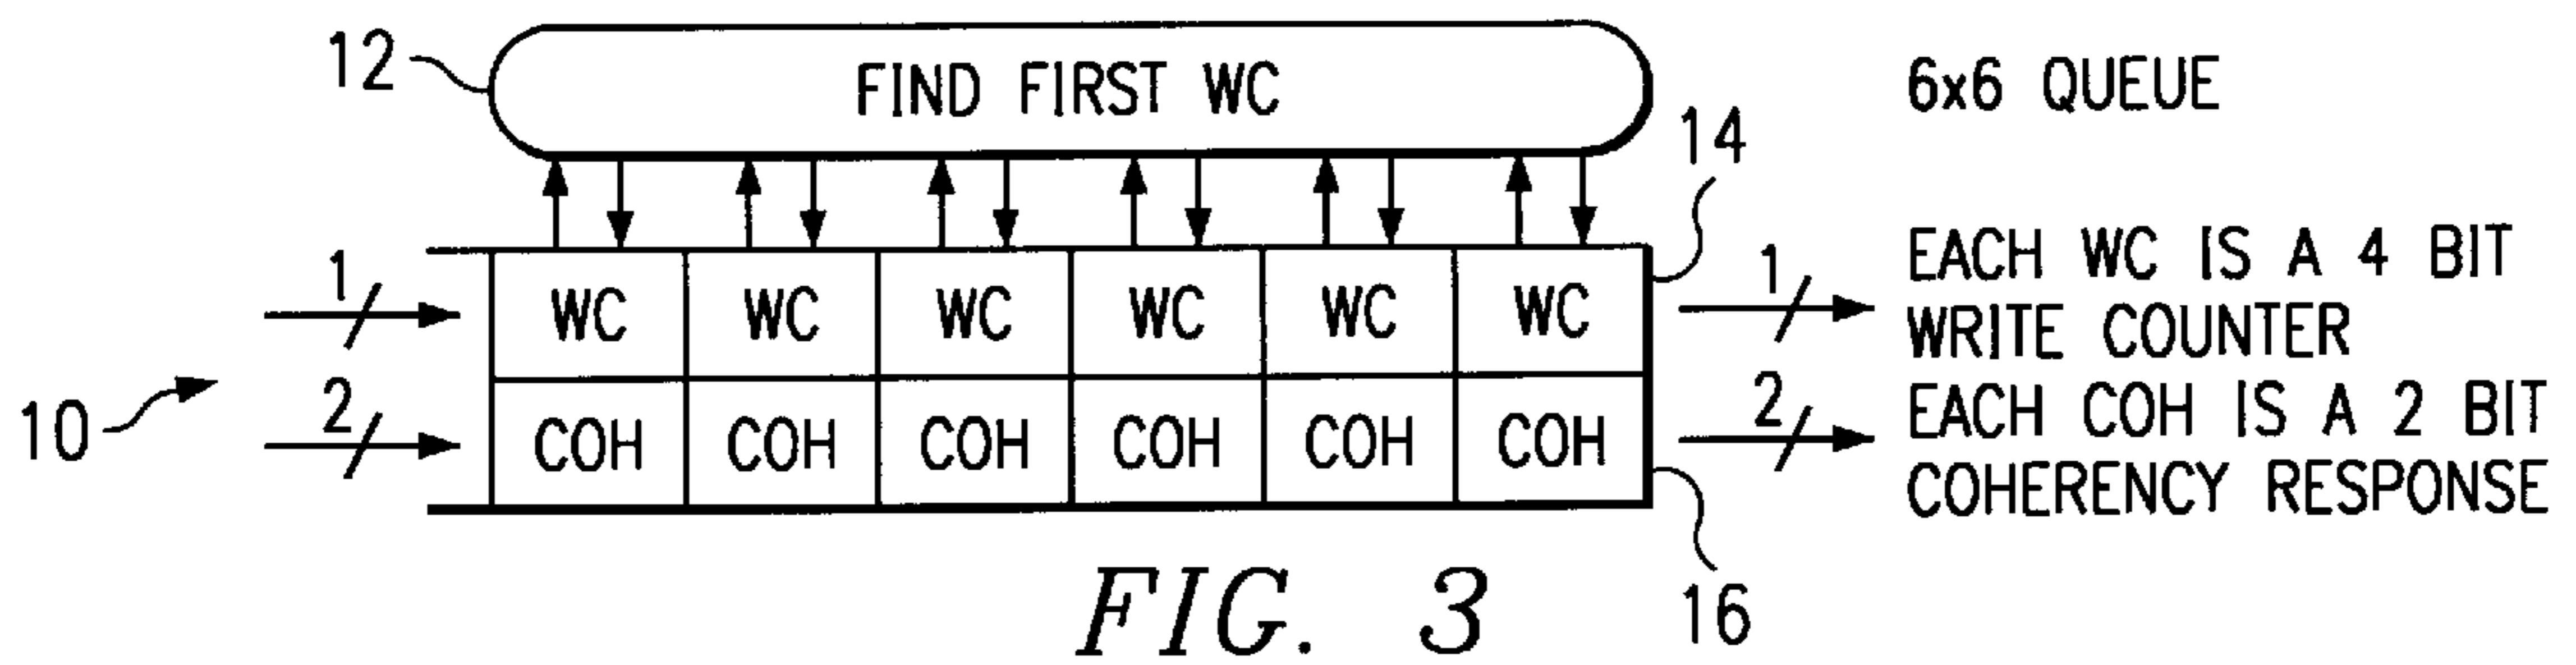 12
FIND FIRST WC
6x6 QUEUE
14
1
WC WC WC WC WC WC
1
EACH WC IS A 4 BIT
WRITE COUNTER
10
2
COH COH COH COH COH COH
2
EACH COH IS A 2 BIT
COHERENCY RESPONSE
16
FIG. 3